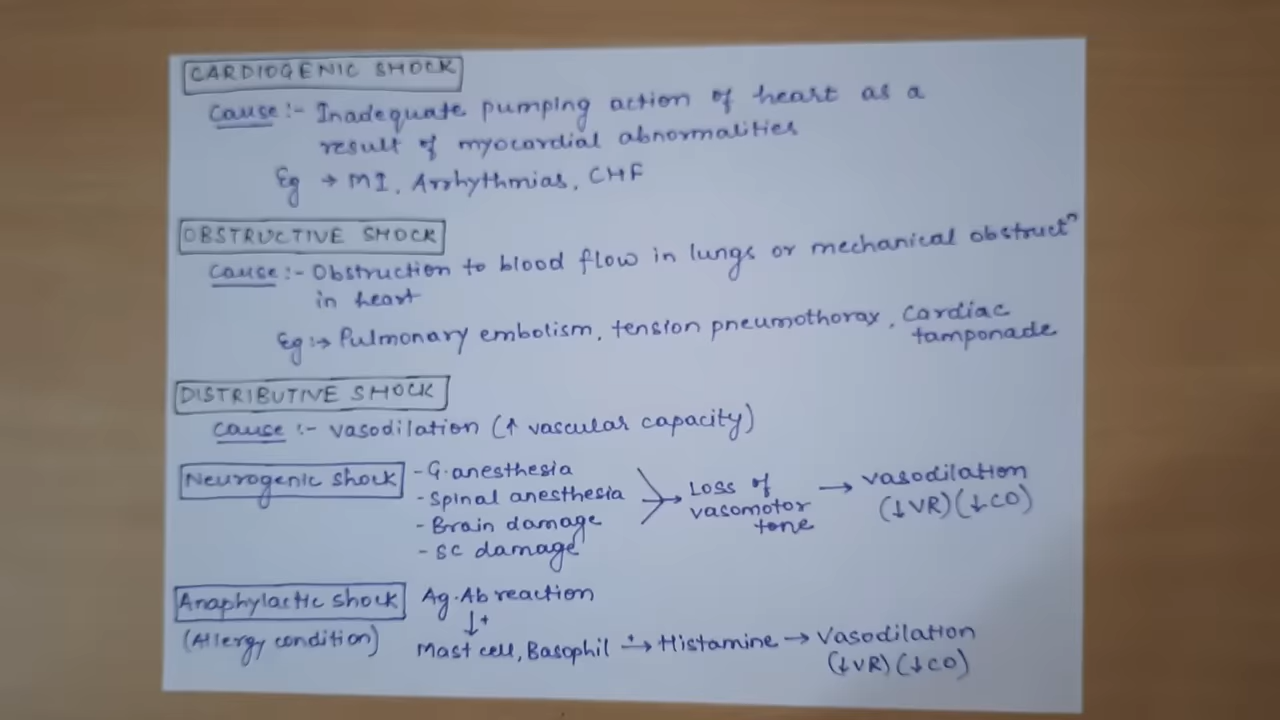 CARDIOGENIC SHOCK
Cause :- Inadequate pumping action of heart as a
result of myocardial abnormalities
Eg → MI, Arrhythmias, CHF
OBSTRUCTIVE SHOCK
Cause :- Obstruction to blood flow in lungs or mechanical obstructⁿ
in heart
Eg :→ Pulmonary embolism, tension pneumothorax, Cardiac
tamponade
DISTRIBUTIVE SHOCK
Cause :- vasodilation (↑ vascular capacity)
Neurogenic shock
- G. anesthesia
- Spinal anesthesia
- Brain damage
- SC damage
→ Loss of
vasomotor
tone
→ vasodilation
(↓VR) (↓CO)
Anaphylactic shock
(Allergy condition)
Ag-Ab reaction
↓+
Mast cell, Basophil +→ Histamine → Vasodilation
(↓VR) (↓CO)